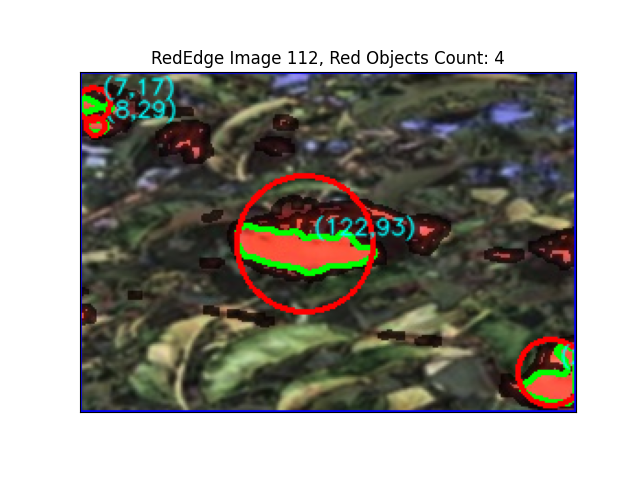 RedEdge Image 112, Red Objects Count: 4
(7,17)
(8,29)
(122,93)